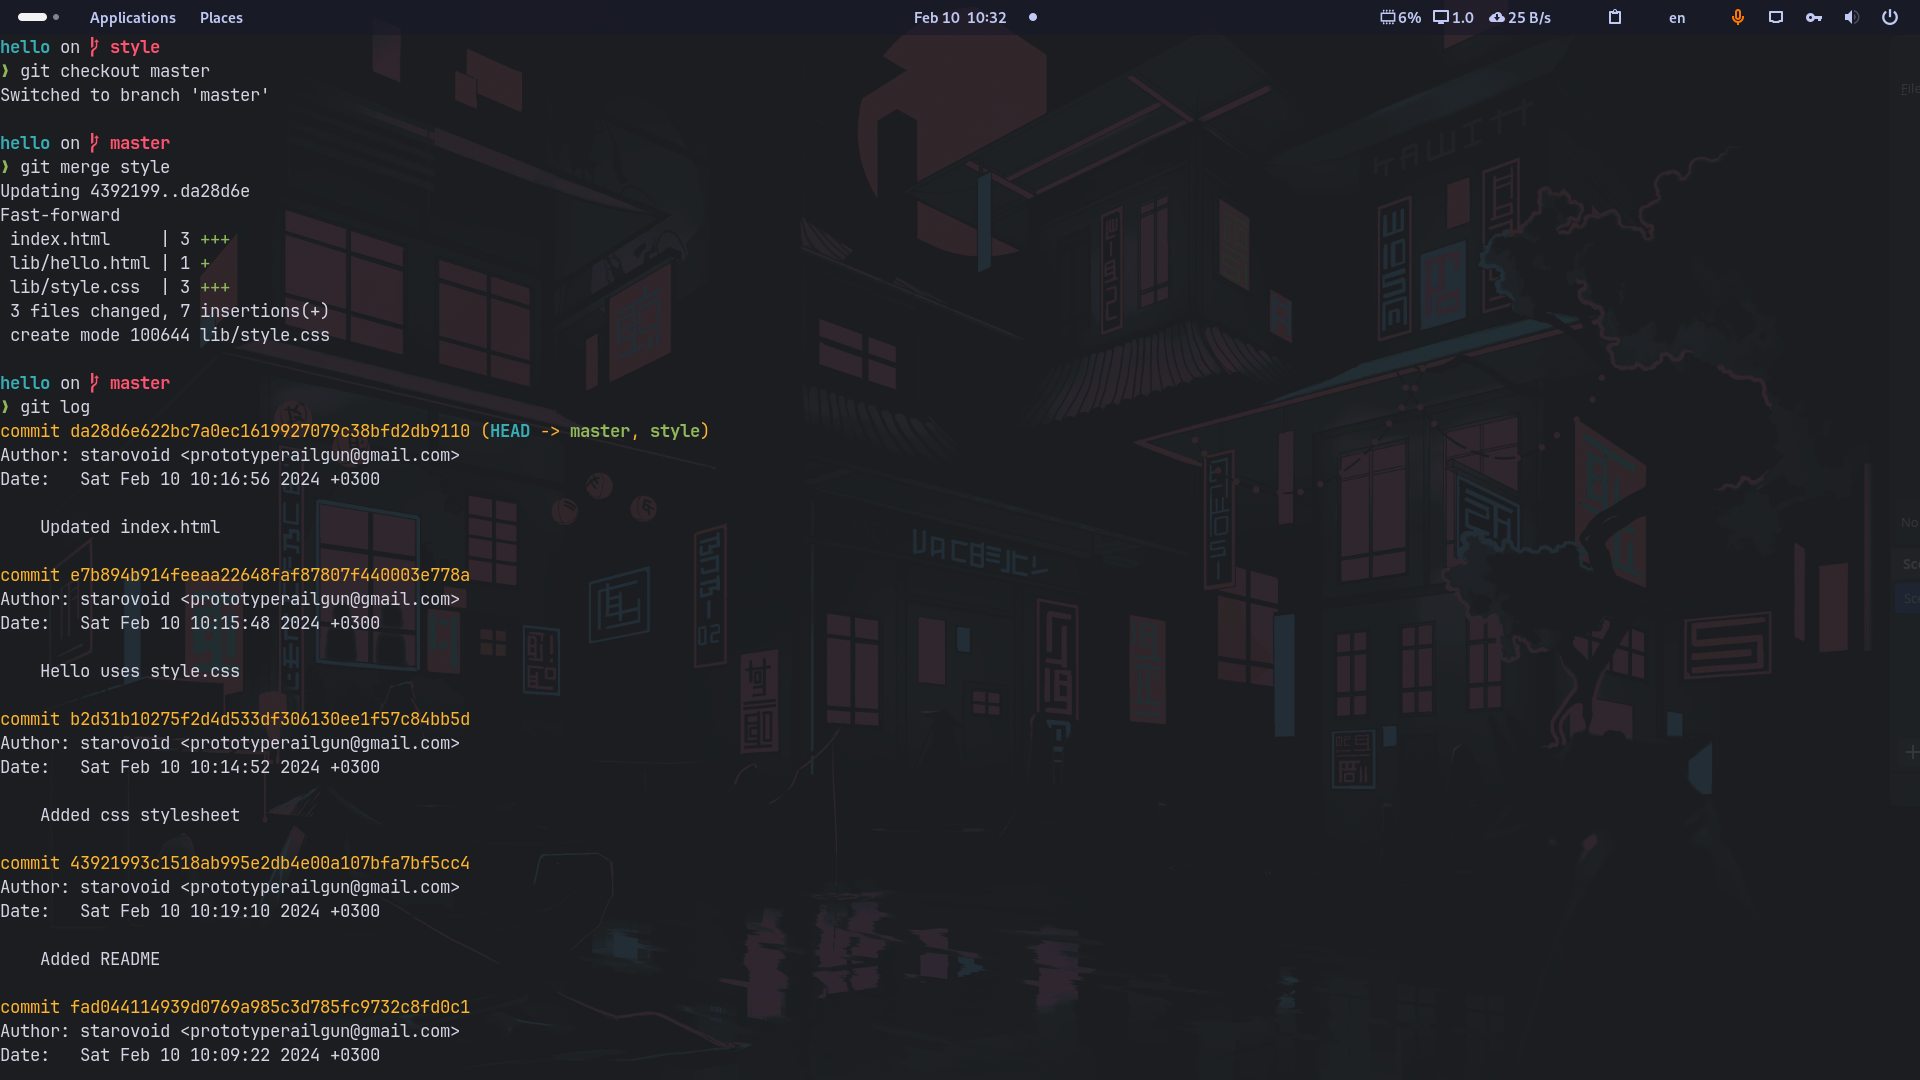 Applications Places Feb 10 10:32 6% 1.0 25 B/s en
hello on style
❯ git checkout master
Switched to branch 'master'
hello on master
❯ git merge style
Updating 4392199..da28d6e
Fast-forward
index.html | 3 +++
lib/hello.html | 1 +
lib/style.css | 3 +++
3 files changed, 7 insertions(+)
create mode 100644 lib/style.css
hello on master
❯ git log
commit da28d6e622bc7a0ec1619927079c38bfd2db9110 (HEAD -> master, style)
Author: starovoid <prototyperailgun@gmail.com>
Date: Sat Feb 10 10:16:56 2024 +0300
Updated index.html
commit e7b894b914feeaa22648faf87807f440003e778a
Author: starovoid <prototyperailgun@gmail.com>
Date: Sat Feb 10 10:15:48 2024 +0300
Hello uses style.css
commit b2d31b10275f2d4d533df306130ee1f57c84bb5d
Author: starovoid <prototyperailgun@gmail.com>
Date: Sat Feb 10 10:14:52 2024 +0300
Added css stylesheet
commit 43921993c1518ab995e2db4e00a107bfa7bf5cc4
Author: starovoid <prototyperailgun@gmail.com>
Date: Sat Feb 10 10:19:10 2024 +0300
Added README
commit fad044114939d0769a985c3d785fc9732c8fd0c1
Author: starovoid <prototyperailgun@gmail.com>
Date: Sat Feb 10 10:09:22 2024 +0300